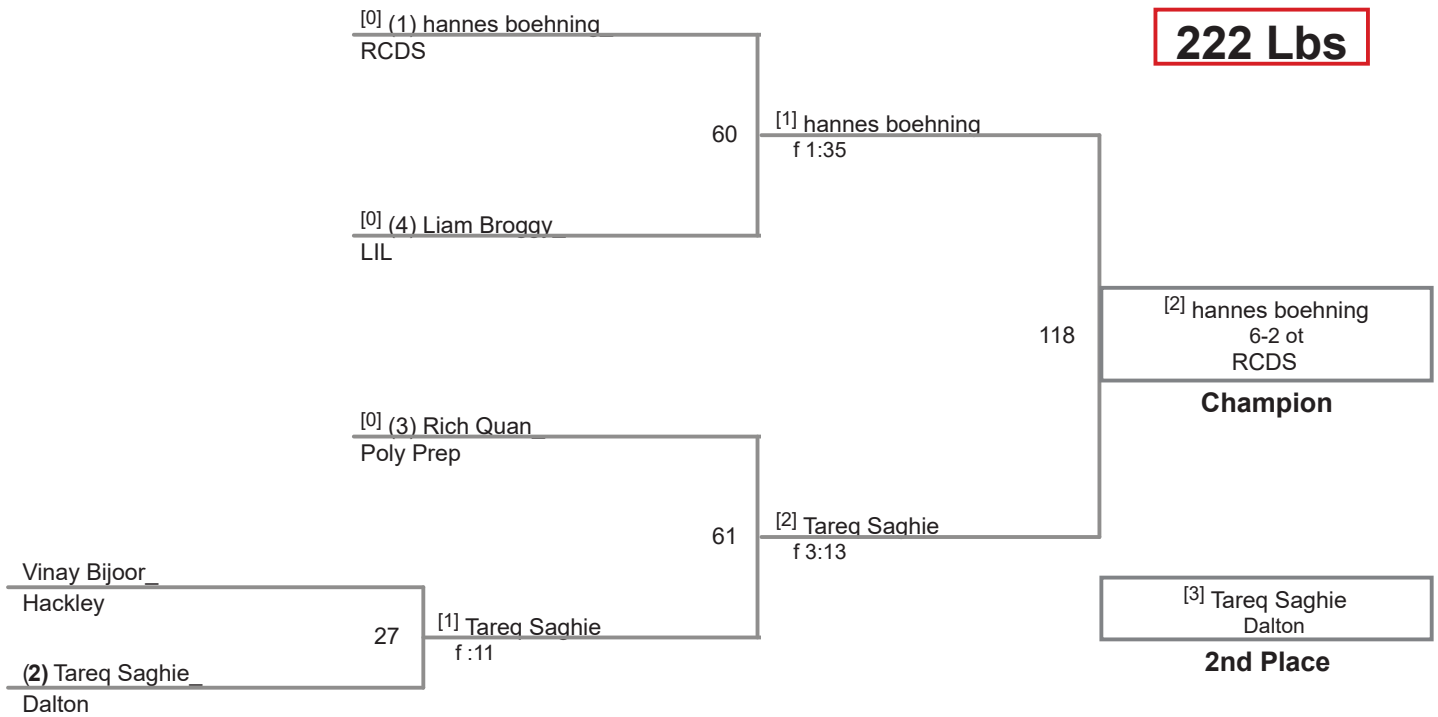 222 Lbs
[0] (1) hannes boehning_
RCDS
60
[1] hannes boehning
f 1:35
[0] (4) Liam Broggy_
LIL
118
[2] hannes boehning
6-2 ot
RCDS
Champion
[0] (3) Rich Quan_
Poly Prep
61
[2] Tareq Saghie
f 3:13
Vinay Bijoor_
Hackley
27
[1] Tareq Saghie
f :11
(2) Tareq Saghie_
Dalton
[3] Tareq Saghie
Dalton
2nd Place